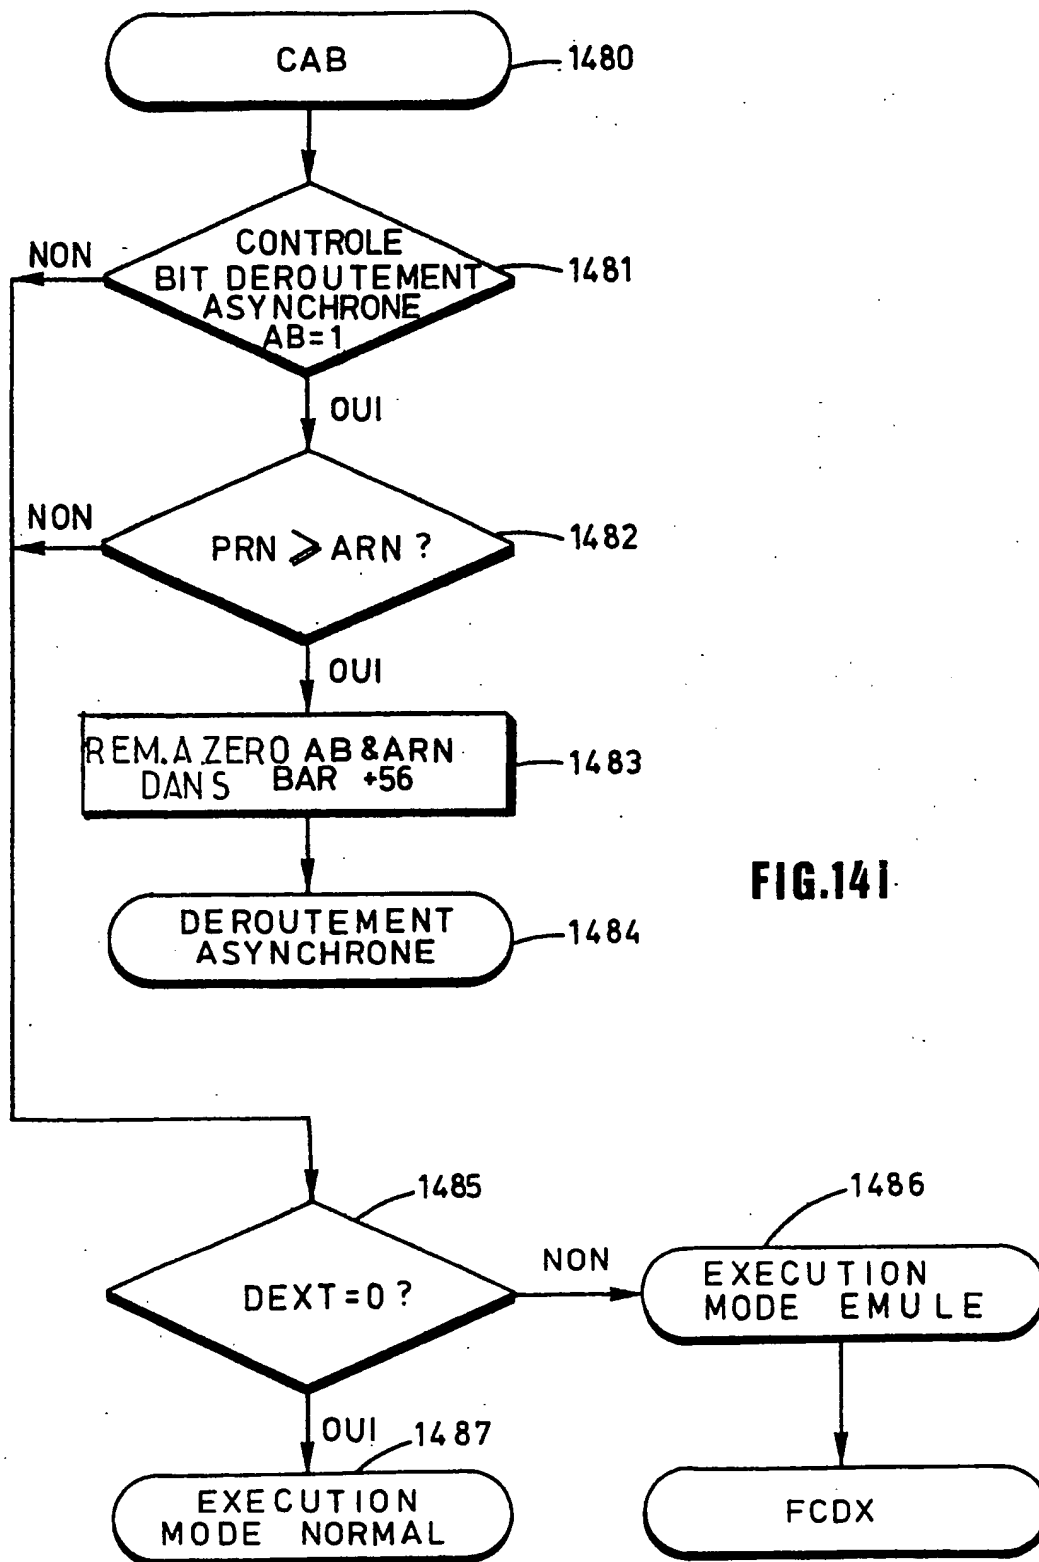 CAB
1480
CONTROLE
BIT DEROUTEMENT
ASYNCHRONE
AB=1
1481
NON
OUI
PRN ⩾ ARN ?
1482
NON
OUI
REM.A.ZERO AB & ARN
DANS BAR +56
1483
DEROUTEMENT
ASYNCHRONE
1484
FIG.14i
DEXT=0 ?
1485
NON
EXECUTION
MODE EMULE
1486
OUI
EXECUTION
MODE NORMAL
1487
FCDX